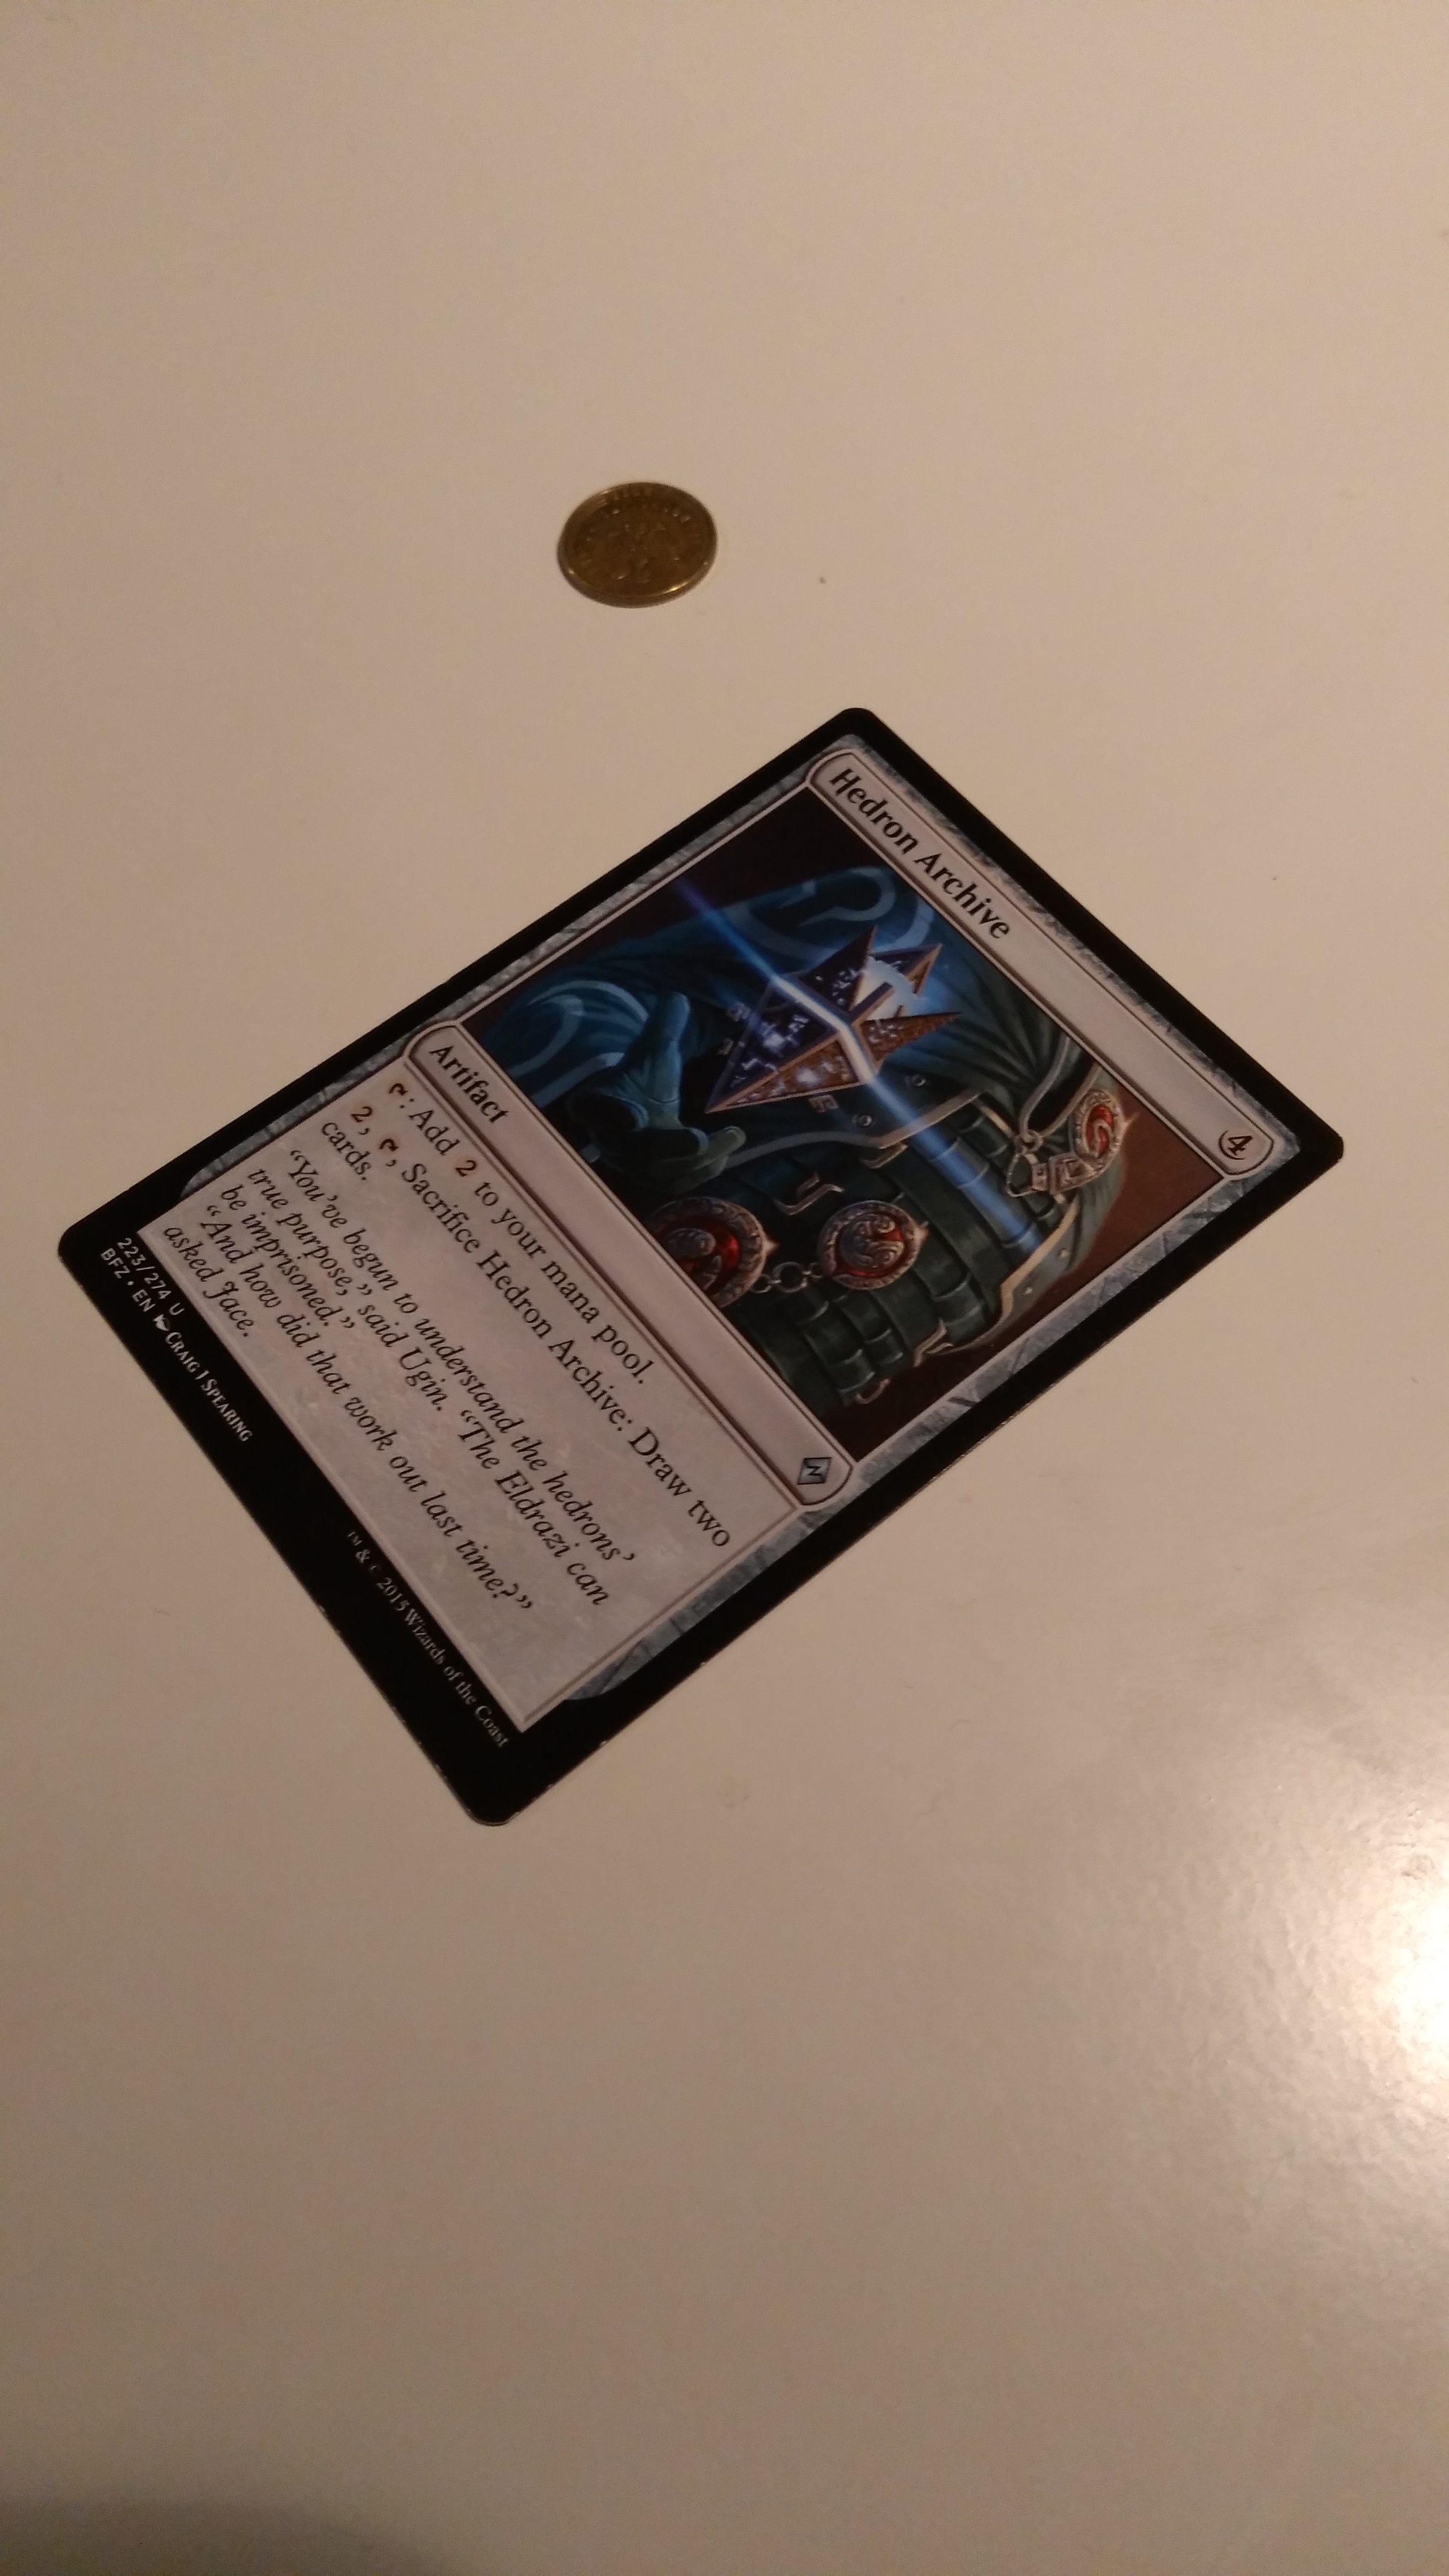 Hedron Archive 4
Artifact
: Add 2 to your mana pool.
2, , Sacrifice Hedron Archive: Draw two
cards.
“You’ve begun to understand the hedrons’
true purpose,” said Ugin. “The Eldrazi can
be imprisoned.”
“And how did that work out last time?”
asked Jace.
223/274 U
BFZ • EN CRAIG J SPEARING
™ & © 2015 Wizards of the Coast